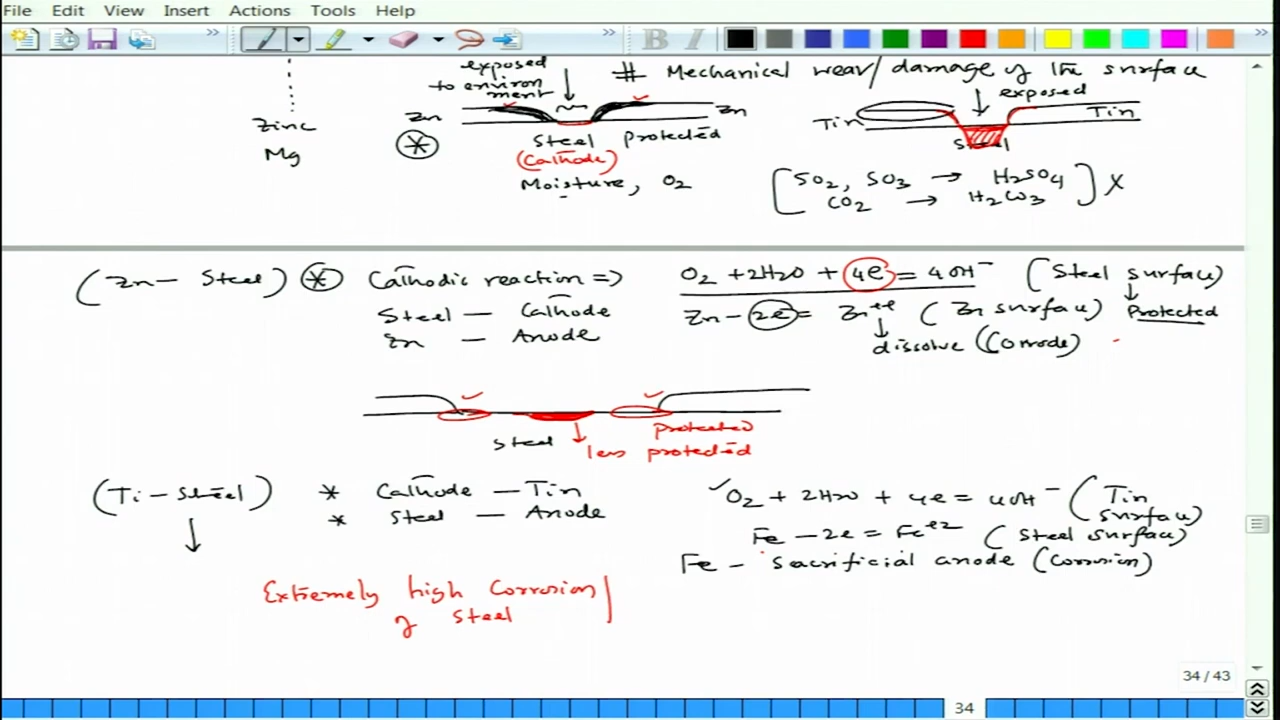 File Edit View Insert Actions Tools Help
exposed to environment
# Mechanical wear/damage of the surface
exposed
Zinc
Mg
Zn
Zn
Steel Protected
(Cathode)
Moisture, O2
Tin
Tin
Steel
[SO2, SO3 → H2SO4
CO2 → H2CO3] X
(Zn - Steel) * Cathodic reaction =>
Steel — Cathode
Zn — Anode
O2 + 2H2O + 4e = 4OH⁻ (Steel surface)
Zn - 2e = Zn++ (Zn surface) Protected
dissolve (Corrode)
Steel
less protected
protected
(Ti - Steel) * Cathode — Tin
* Steel — Anode
O2 + 2H2O + 4e = 4OH⁻ (Tin surface)
Fe - 2e = Fe+2 (Steel surface)
Fe - sacrificial anode (Corrosion)
Extremely high Corrosion
of Steel
34 / 43
34